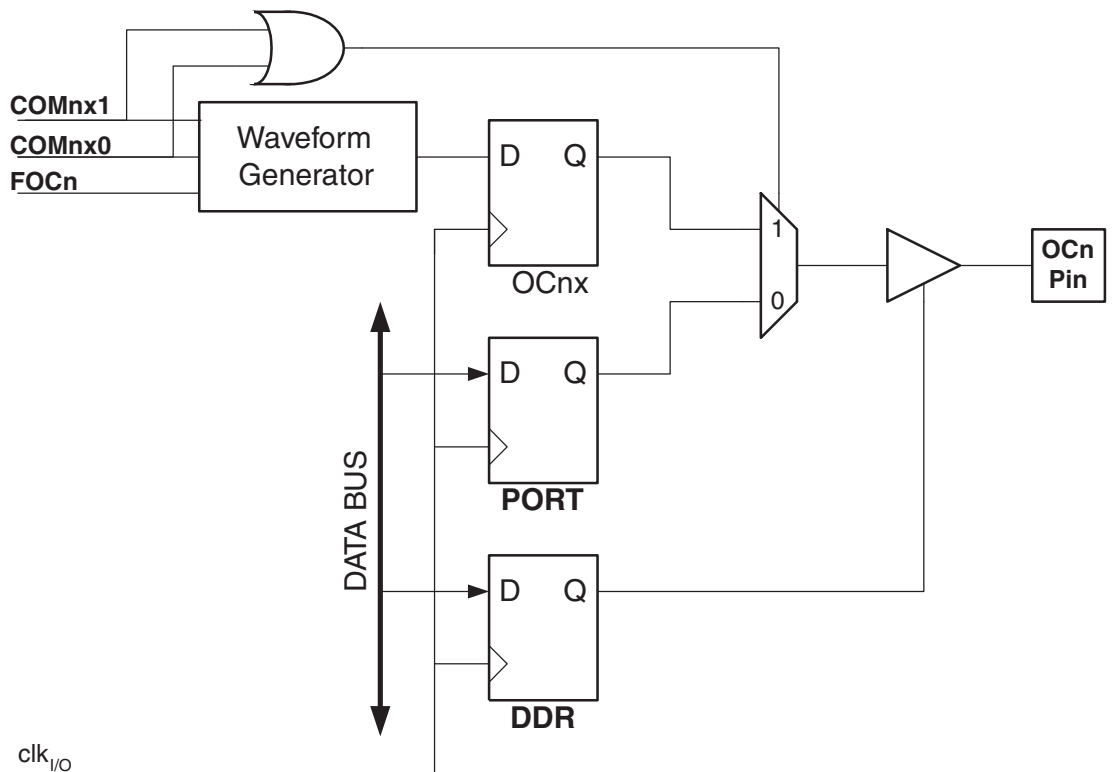 COMnx1
COMnx0
FOCn
Waveform
Generator
D Q
OCnx
1
0
OCn
Pin
D Q
PORT
DATA BUS
D Q
DDR
clkI/O